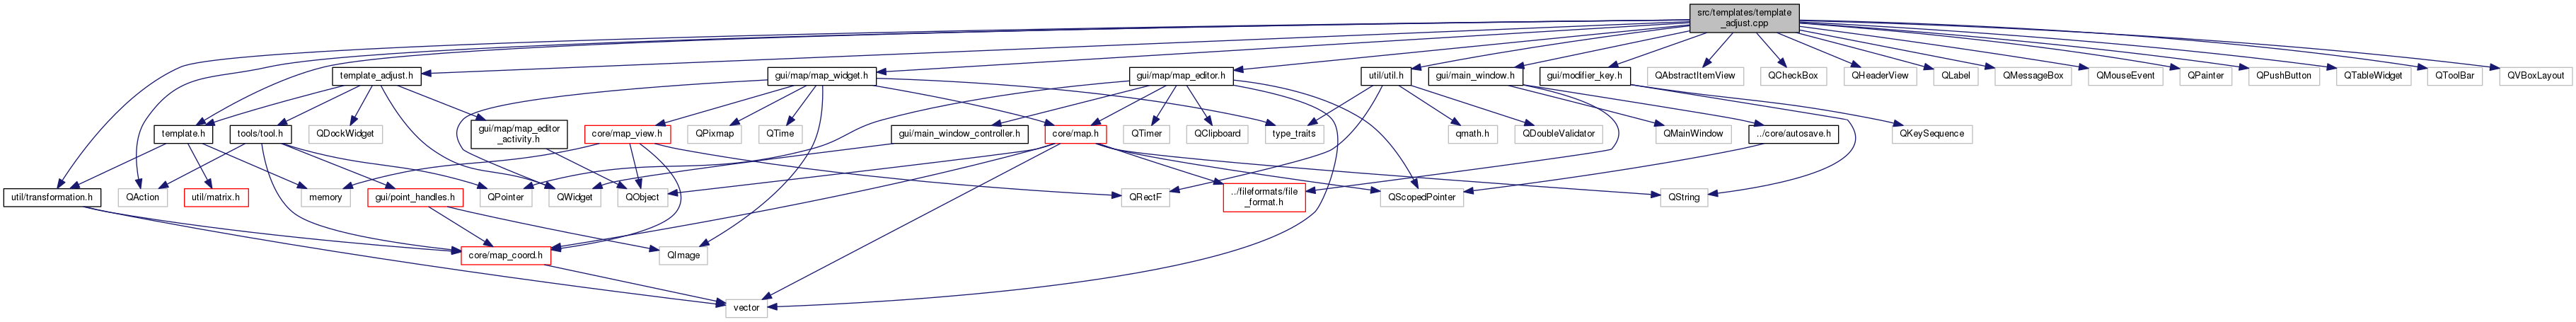 src/templates/template
_adjust.cpp
template_adjust.h
gui/map/map_widget.h
gui/map/map_editor.h
util/util.h
gui/main_window.h
gui/modifier_key.h
QAbstractItemView
QCheckBox
QHeaderView
QLabel
QMessageBox
QMouseEvent
QPainter
QPushButton
QTableWidget
QToolBar
QVBoxLayout
template.h
tools/tool.h
QDockWidget
gui/map/map_editor
_activity.h
core/map_view.h
QPixmap
QTime
gui/main_window_controller.h
core/map.h
QTimer
QClipboard
type_traits
qmath.h
QDoubleValidator
QMainWindow
../core/autosave.h
QKeySequence
util/transformation.h
QAction
util/matrix.h
memory
gui/point_handles.h
QPointer
QWidget
QObject
QRectF
../fileformats/file
_format.h
QScopedPointer
QString
core/map_coord.h
QImage
vector